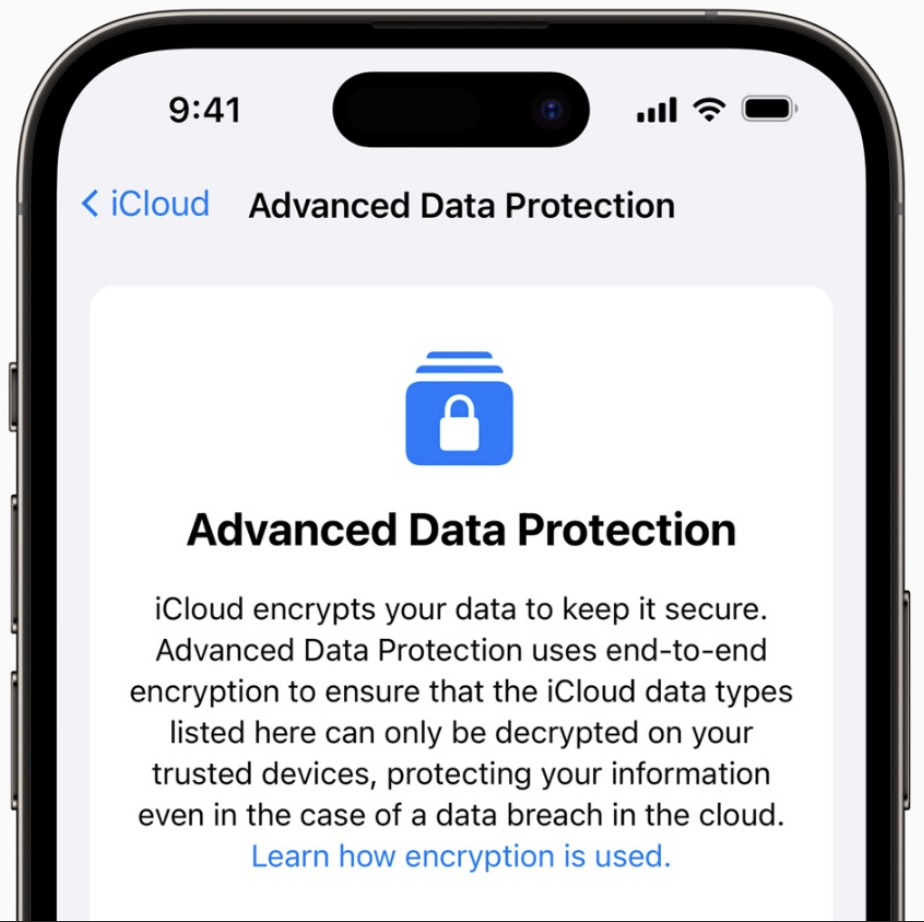 9:41
< iCloud Advanced Data Protection
Advanced Data Protection
iCloud encrypts your data to keep it secure.
Advanced Data Protection uses end-to-end
encryption to ensure that the iCloud data types
listed here can only be decrypted on your
trusted devices, protecting your information
even in the case of a data breach in the cloud.
Learn how encryption is used.